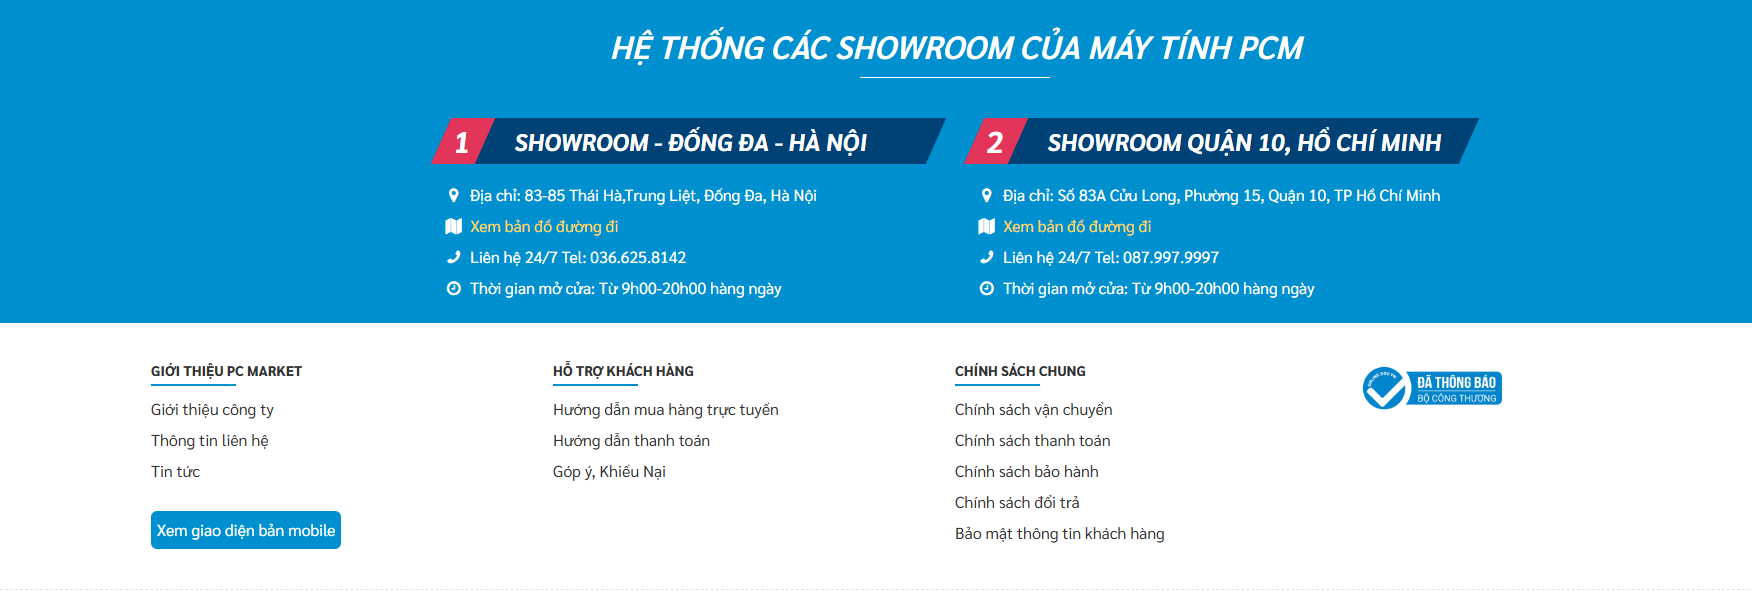 HỆ THỐNG CÁC SHOWROOM CỦA MÁY TÍNH PCM
1
SHOWROOM - ĐỐNG ĐA - HÀ NỘI
Địa chỉ: 83-85 Thái Hà,Trung Liệt, Đống Đa, Hà Nội
Xem bản đồ đường đi
Liên hệ 24/7 Tel: 036.625.8142
Thời gian mở cửa: Từ 9h00-20h00 hàng ngày
2
SHOWROOM QUẬN 10, HỒ CHÍ MINH
Địa chỉ: Số 83A Cửu Long, Phường 15, Quận 10, TP Hồ Chí Minh
Xem bản đồ đường đi
Liên hệ 24/7 Tel: 087.997.9997
Thời gian mở cửa: Từ 9h00-20h00 hàng ngày
GIỚI THIỆU PC MARKET
Giới thiệu công ty
Thông tin liên hệ
Tin tức
Xem giao diện bản mobile
HỖ TRỢ KHÁCH HÀNG
Hướng dẫn mua hàng trực tuyến
Hướng dẫn thanh toán
Góp ý, Khiếu Nại
CHÍNH SÁCH CHUNG
Chính sách vận chuyển
Chính sách thanh toán
Chính sách bảo hành
Chính sách đổi trả
Bảo mật thông tin khách hàng
ONLINE.GOV.VN
ĐÃ THÔNG BÁO
BỘ CÔNG THƯƠNG